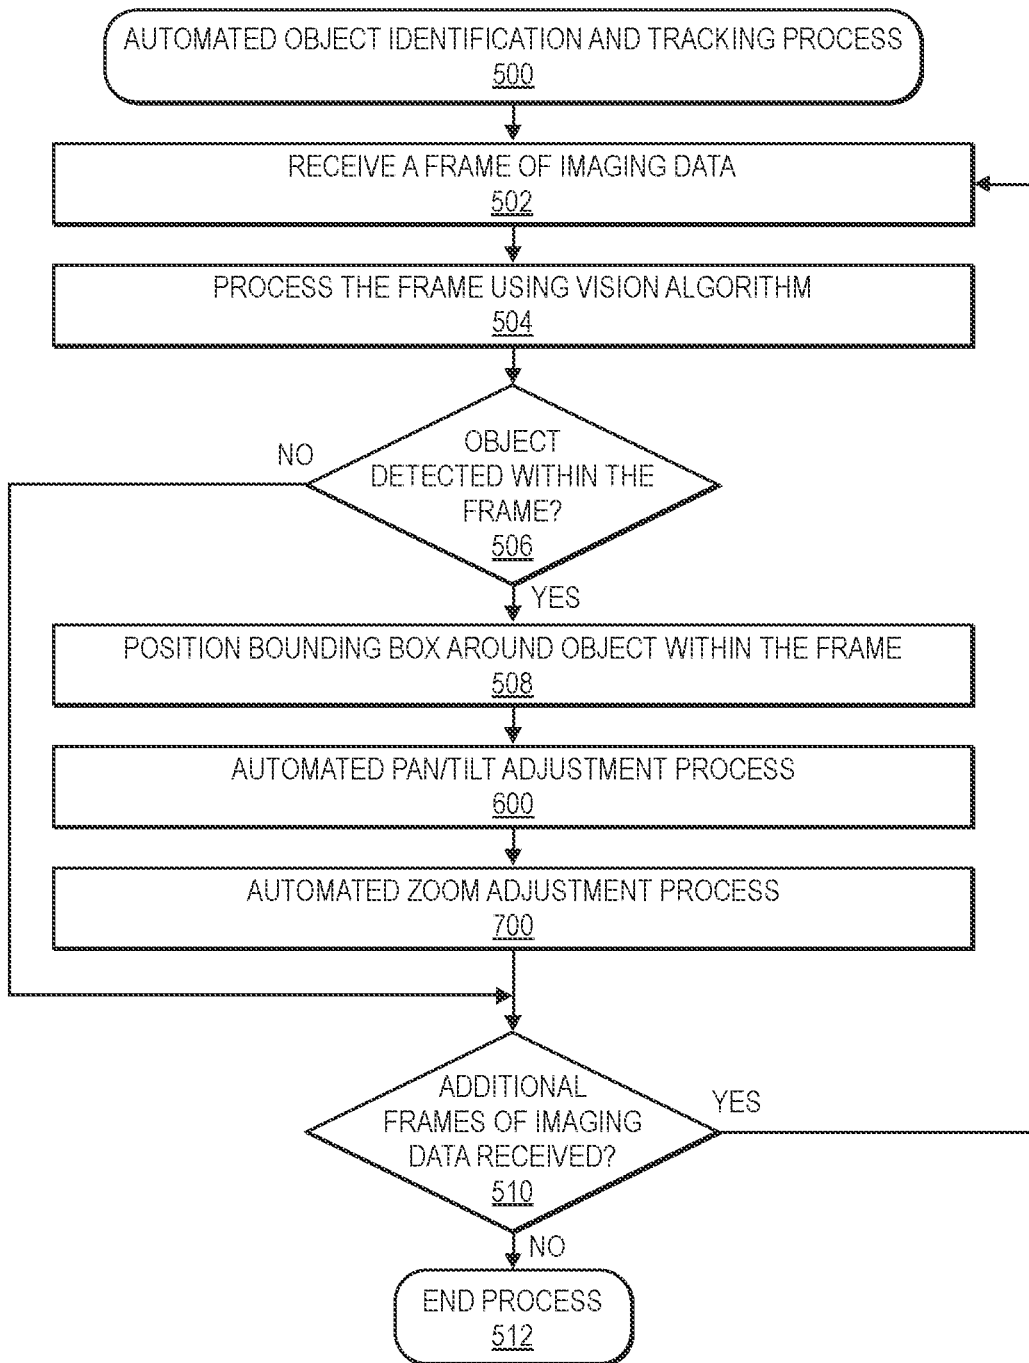 AUTOMATED OBJECT IDENTIFICATION AND TRACKING PROCESS
500
RECEIVE A FRAME OF IMAGING DATA
502
PROCESS THE FRAME USING VISION ALGORITHM
504
NO
OBJECT
DETECTED WITHIN THE
FRAME?
506
YES
POSITION BOUNDING BOX AROUND OBJECT WITHIN THE FRAME
508
AUTOMATED PAN/TILT ADJUSTMENT PROCESS
600
AUTOMATED ZOOM ADJUSTMENT PROCESS
700
ADDITIONAL
FRAMES OF IMAGING
DATA RECEIVED?
510
YES
NO
END PROCESS
512